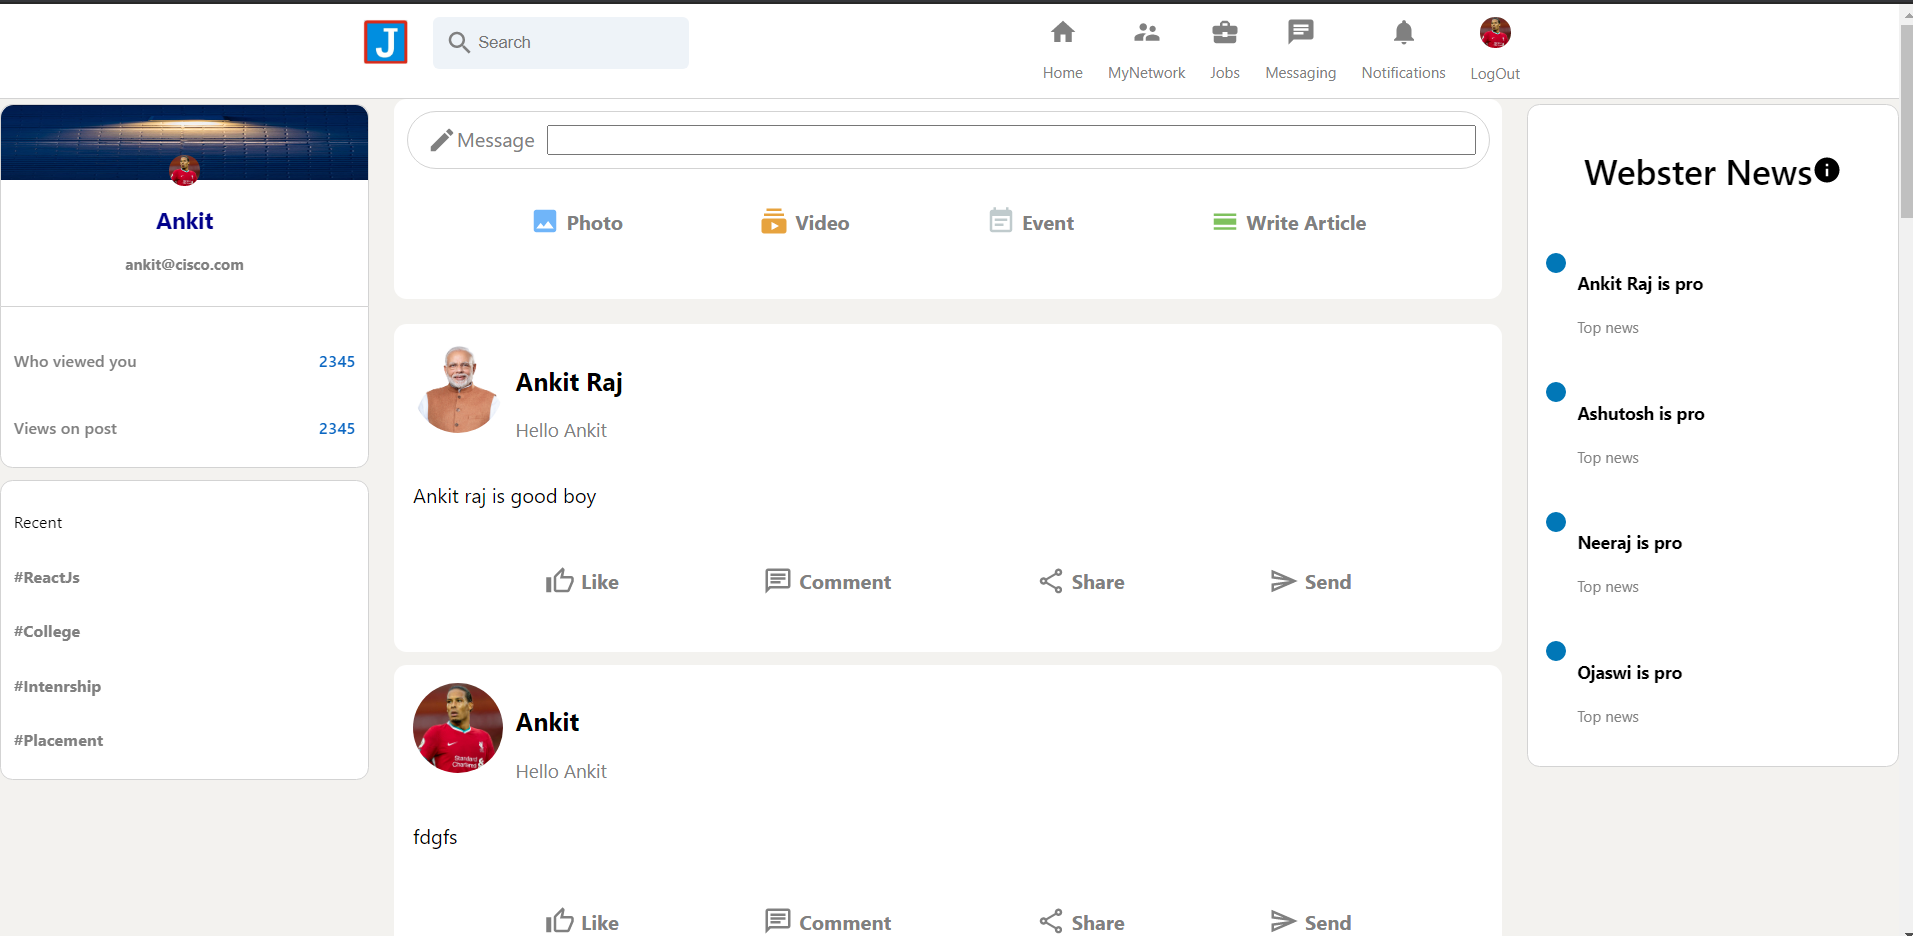 J
Search
Home
MyNetwork
Jobs
Messaging
Notifications
LogOut
Ankit
ankit@cisco.com
Who viewed you 2345
Views on post 2345
Recent
#ReactJs
#College
#Intenrship
#Placement
Message
Photo
Video
Event
Write Article
Ankit Raj
Hello Ankit
Ankit raj is good boy
Like
Comment
Share
Send
Ankit
Hello Ankit
Standard
Chartered
fdgfs
Like
Comment
Share
Send
Webster News
Ankit Raj is pro
Top news
Ashutosh is pro
Top news
Neeraj is pro
Top news
Ojaswi is pro
Top news